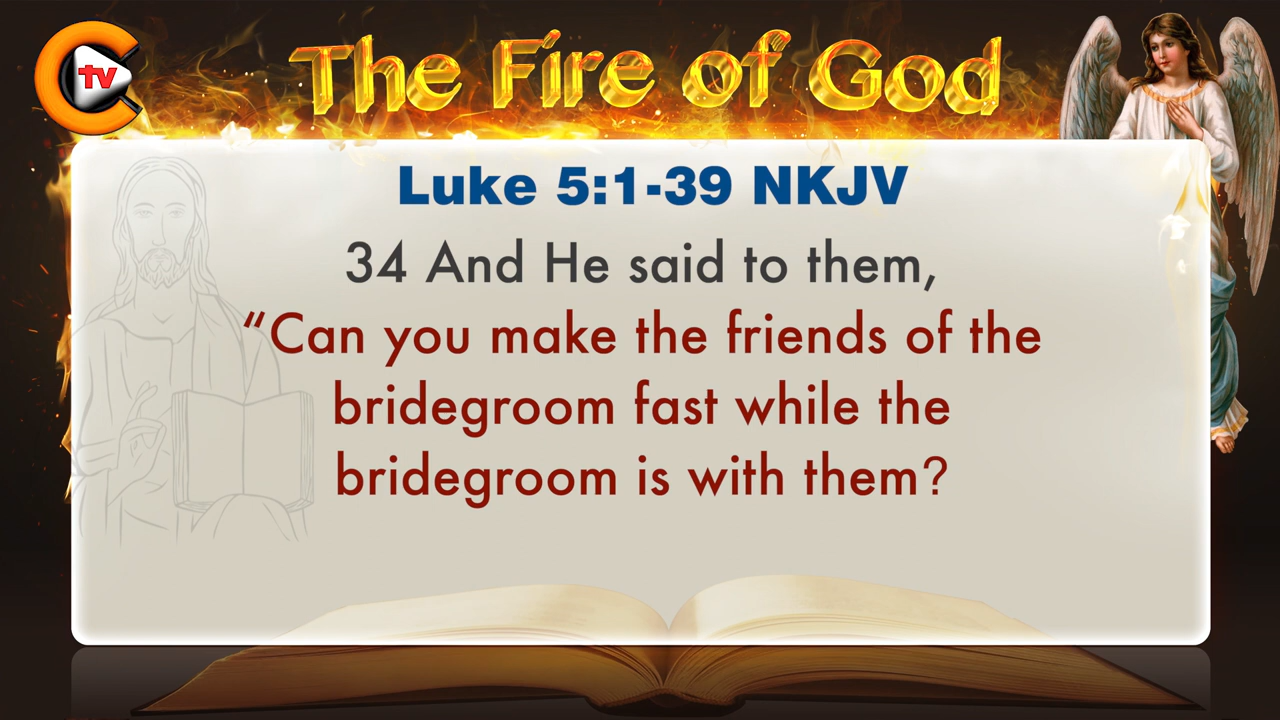 tv
The Fire of God
Luke 5:1-39 NKJV
34 And He said to them,
“Can you make the friends of the
bridegroom fast while the
bridegroom is with them?